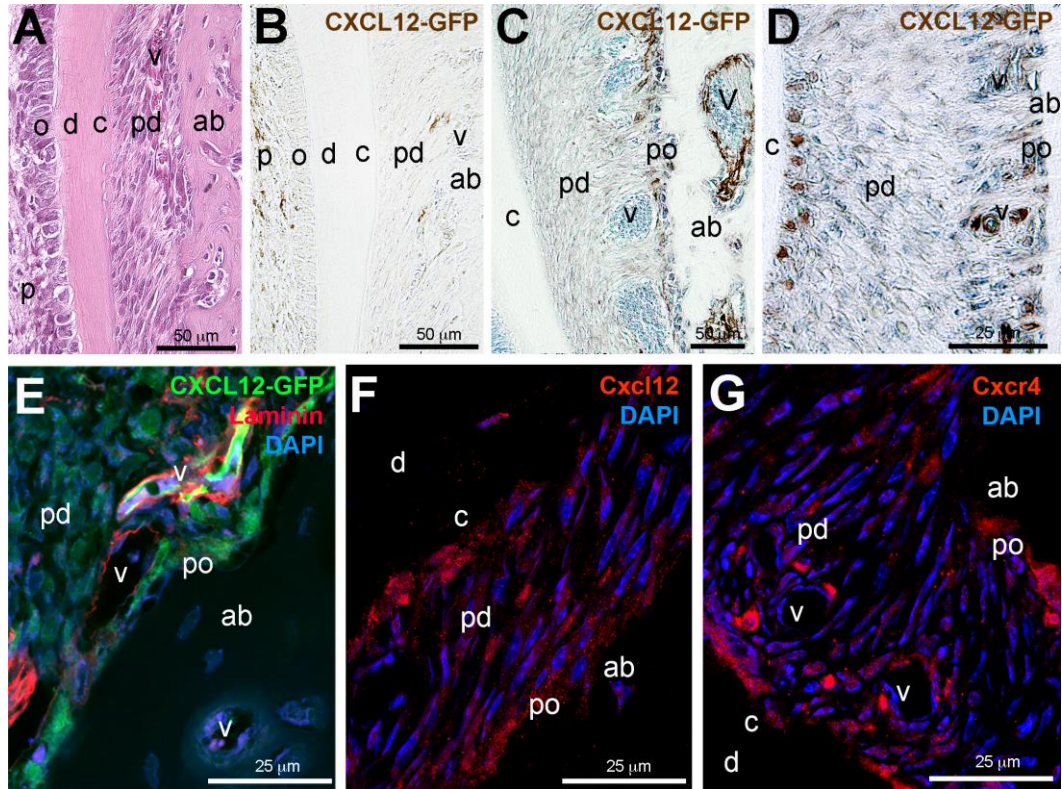 A
v
o d c pd ab
p
50 μm
B
CXCL12-GFP
p o d c pd v
ab
50 μm
C
CXCL12-GFP
V
po
pd
v
ab
c
50 μm
D
CXCL12-GFP
v
ab
c
po
pd
v
25 μm
E
CXCL12-GFP
Laminin
DAPI
v
pd
v
po
ab
v
25 μm
F
Cxcl12
DAPI
d
c
pd
ab
po
25 μm
G
Cxcr4
DAPI
ab
pd
po
v
v
c
d
25 μm